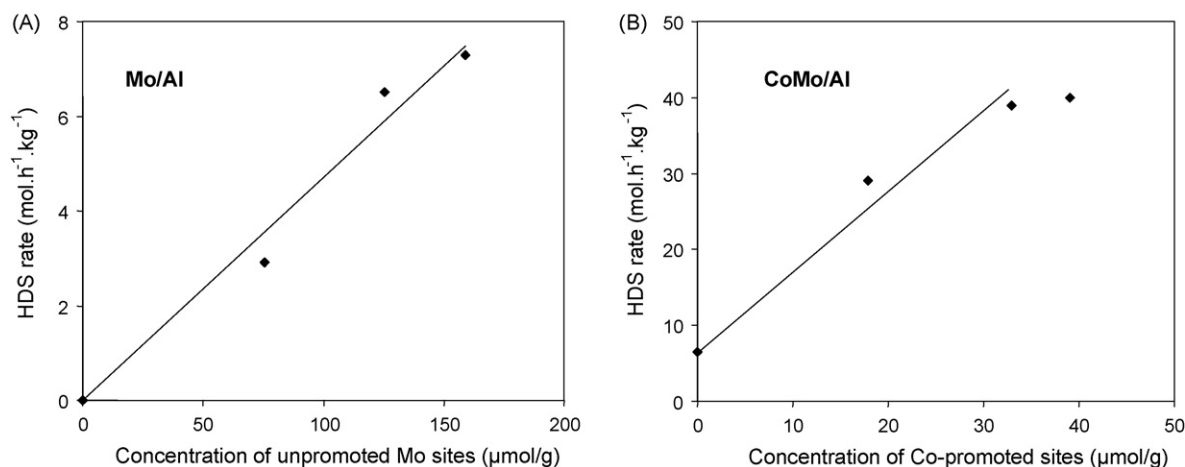 (A)
8
6
4
2
0
HDS rate (mol.h⁻¹.kg⁻¹)
Mo/Al
0 50 100 150 200
Concentration of unpromoted Mo sites (µmol/g)
(B)
50
40
30
20
10
0
HDS rate (mol.h⁻¹.kg⁻¹)
CoMo/Al
0 10 20 30 40 50
Concentration of Co-promoted sites (µmol/g)